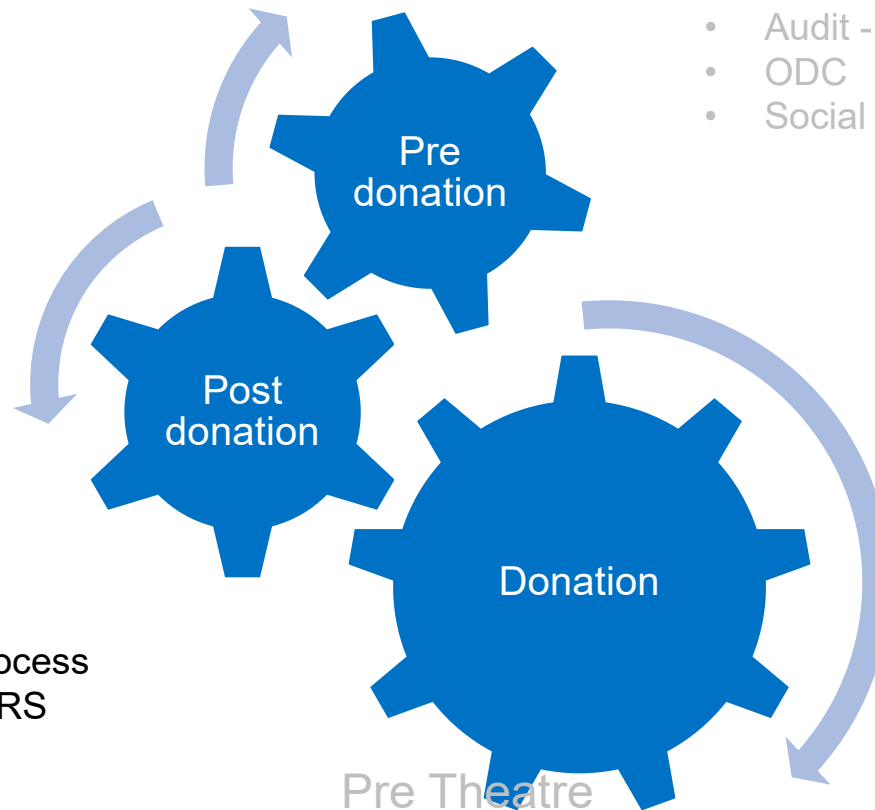 • Audit -
• ODC
• Social
Pre
donation
Post
donation
Donation
ocess
RS
Pre Theatre